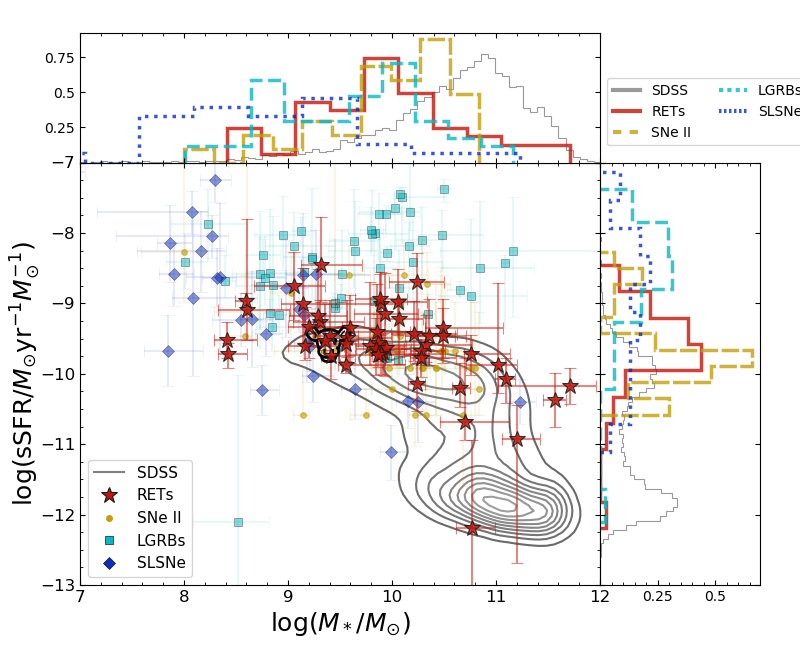 0.75
0.5
0.25
−7
SDSS
RETs
SNe II
LGRBs
SLSNe
−8
−9
−10
−11
−12
−13
log(sSFR/M⊙yr⁻¹M⊙⁻¹)
SDSS
RETs
SNe II
LGRBs
SLSNe
7
8
9
10
11
12
0.25
0.5
log(M*/M⊙)